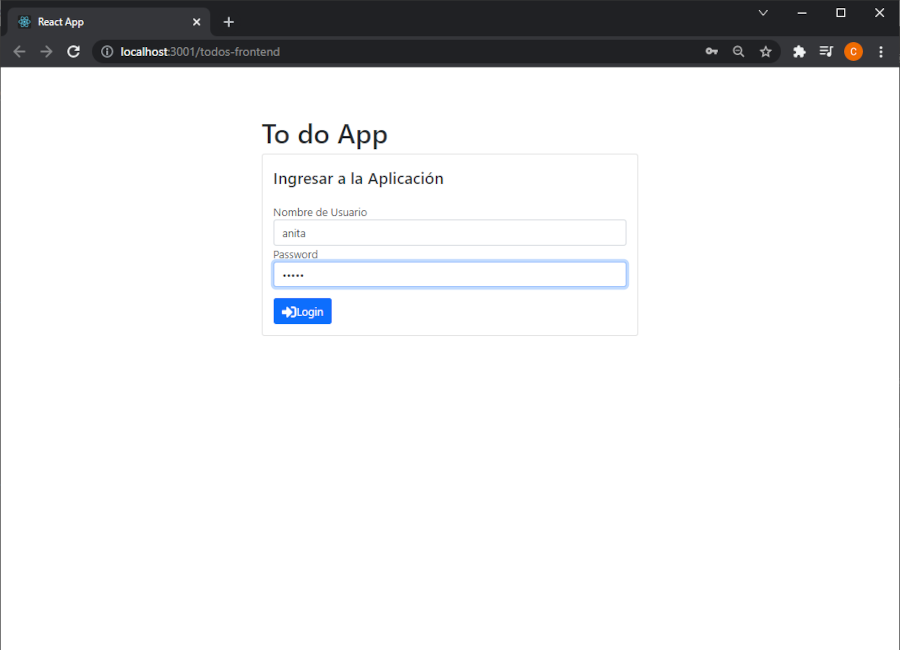 React App
localhost:3001/todos-frontend
C
To do App
Ingresar a la Aplicación
Nombre de Usuario
anita
Password
•••••
Login